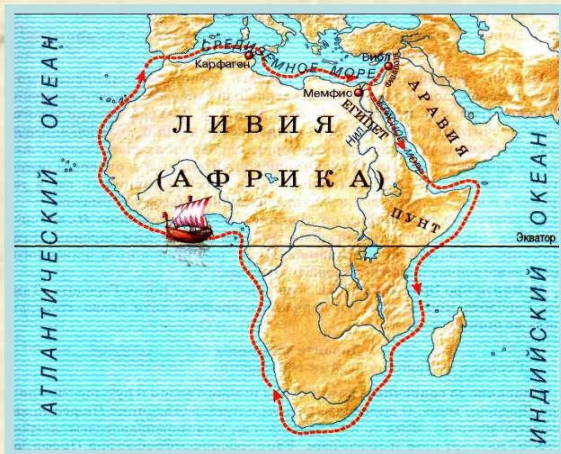 АТЛАНТИЧЕСКИЙ ОКЕАН
СРЕДИЗЕМНОЕ МОРЕ
Карфаген
Библ
Мемфис
ЕГИПЕТ
Нил
АРАВИЯ
ЛИВИЯ
(АФРИКА)
ПУНТ
Экватор
ИНДИЙСКИЙ ОКЕАН